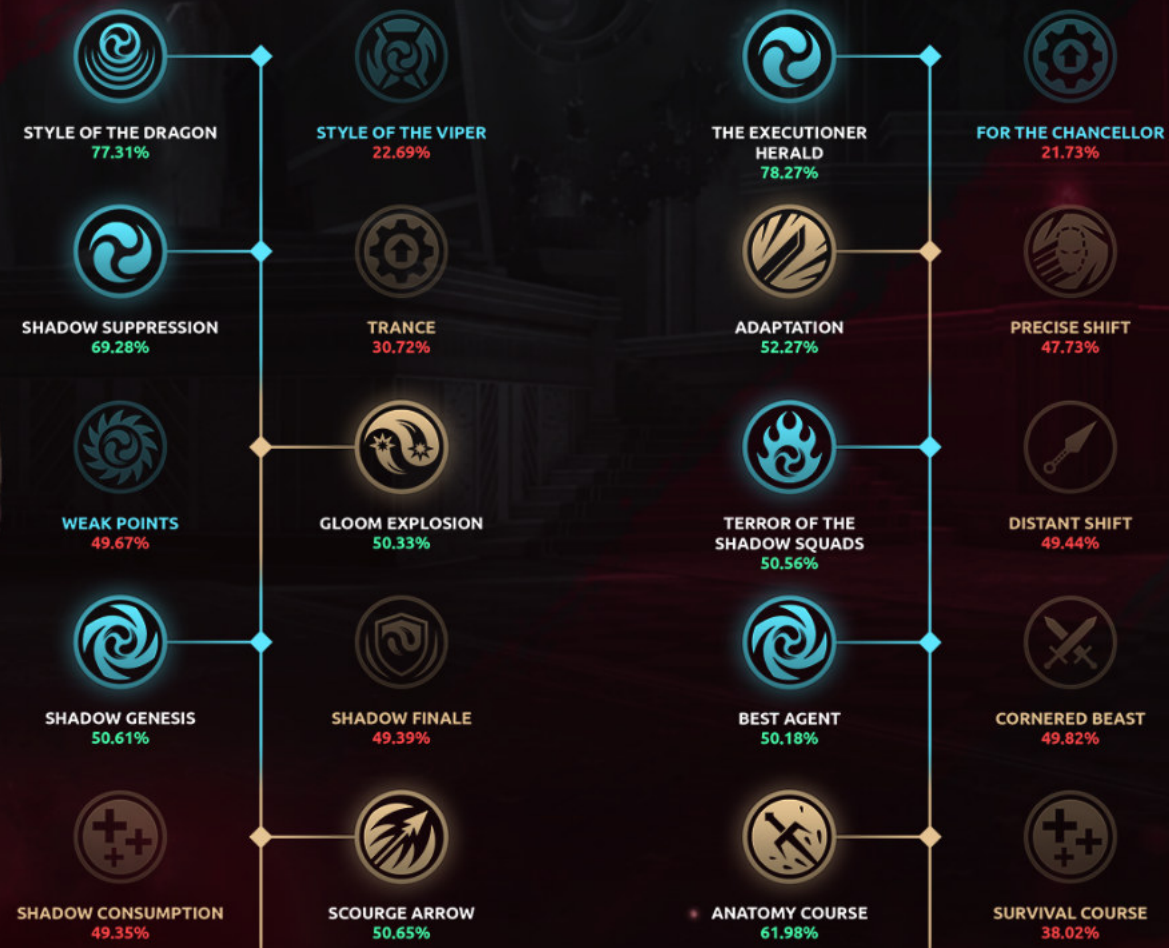 STYLE OF THE DRAGON
77.31%
STYLE OF THE VIPER
22.69%
THE EXECUTIONER
HERALD
78.27%
FOR THE CHANCELLOR
21.73%
SHADOW SUPPRESSION
69.28%
TRANCE
30.72%
ADAPTATION
52.27%
PRECISE SHIFT
47.73%
WEAK POINTS
49.67%
GLOOM EXPLOSION
50.33%
TERROR OF THE
SHADOW SQUADS
50.56%
DISTANT SHIFT
49.44%
SHADOW GENESIS
50.61%
SHADOW FINALE
49.39%
BEST AGENT
50.18%
CORNERED BEAST
49.82%
SHADOW CONSUMPTION
49.35%
SCOURGE ARROW
50.65%
ANATOMY COURSE
61.98%
SURVIVAL COURSE
38.02%